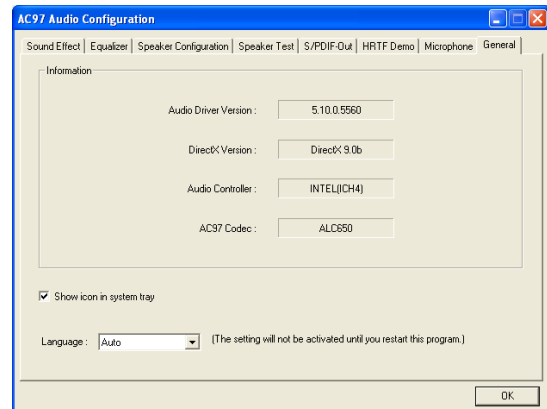 AC97 Audio Configuration
Sound Effect Equalizer Speaker Configuration Speaker Test S/PDIF-Out HRTF Demo Microphone General
Information
Audio Driver Version : 5.10.0.5560
DirectX Version : DirectX 9.0b
Audio Controller : INTEL(ICH4)
AC97 Codec : ALC650
Show icon in system tray
Language : Auto (The setting will not be activated until you restart this program.)
OK